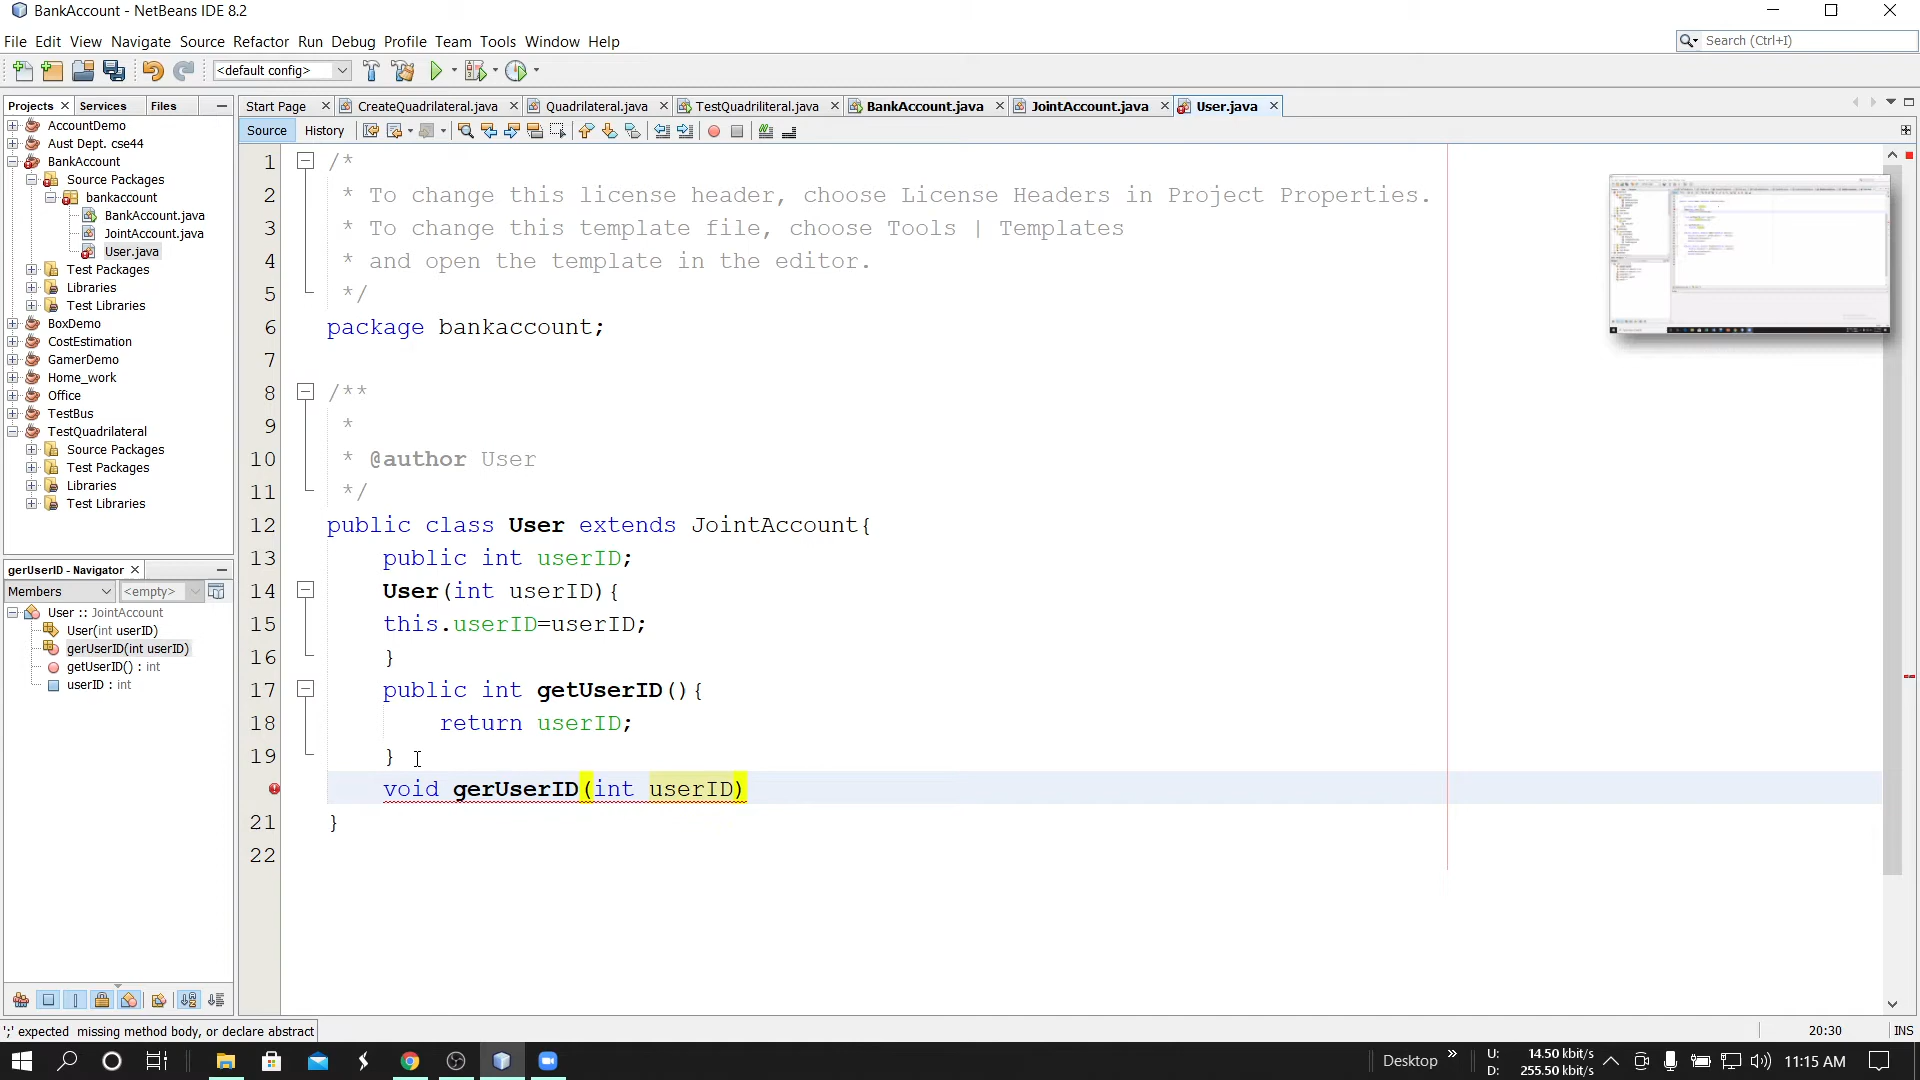 BankAccount - NetBeans IDE 8.2
File Edit View Navigate Source Refactor Run Debug Profile Team Tools Window Help
Search (Ctrl+I)
<default config>
Projects Services Files
Start Page CreateQuadrilateral.java Quadrilateral.java TestQuadriliteral.java BankAccount.java JointAccount.java User.java
Source History
AccountDemo
Aust Dept. cse44
BankAccount
Source Packages
bankaccount
BankAccount.java
JointAccount.java
User.java
Test Packages
Libraries
Test Libraries
BoxDemo
CostEstimation
GamerDemo
Home_work
Office
TestBus
TestQuadrilateral
Source Packages
Test Packages
Libraries
Test Libraries
gerUserID - Navigator
Members <empty>
User :: JointAccount
User(int userID)
gerUserID(int userID)
getUserID() : int
userID : int
1 /*
2 * To change this license header, choose License Headers in Project Properties.
3 * To change this template file, choose Tools | Templates
4 * and open the template in the editor.
5 */
6 package bankaccount;
7
8 /**
9 *
10 * @author User
11 */
12 public class User extends JointAccount{
13 public int userID;
14 User(int userID){
15 this.userID=userID;
16 }
17 public int getUserID(){
18 return userID;
19 }
void gerUserID(int userID)
21 }
22
';' expected missing method body, or declare abstract
20:30 INS
Desktop
U: 14.50 kbit/s
D: 255.50 kbit/s
11:15 AM